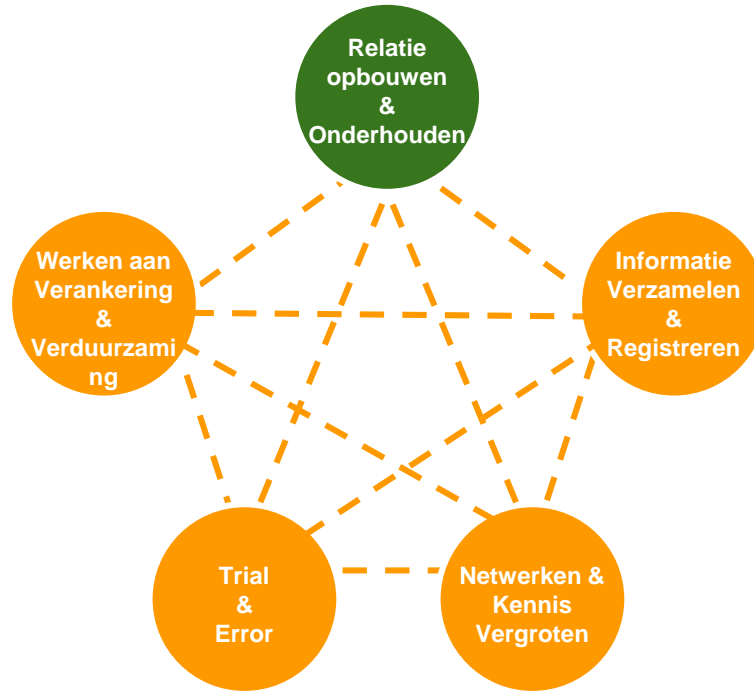 Relatie
opbouwen
&
Onderhouden
Werken aan
Verankering
&
Verduurzami
ng
Informatie
Verzamelen
&
Registreren
Trial
&
Error
Netwerken &
Kennis
Vergroten